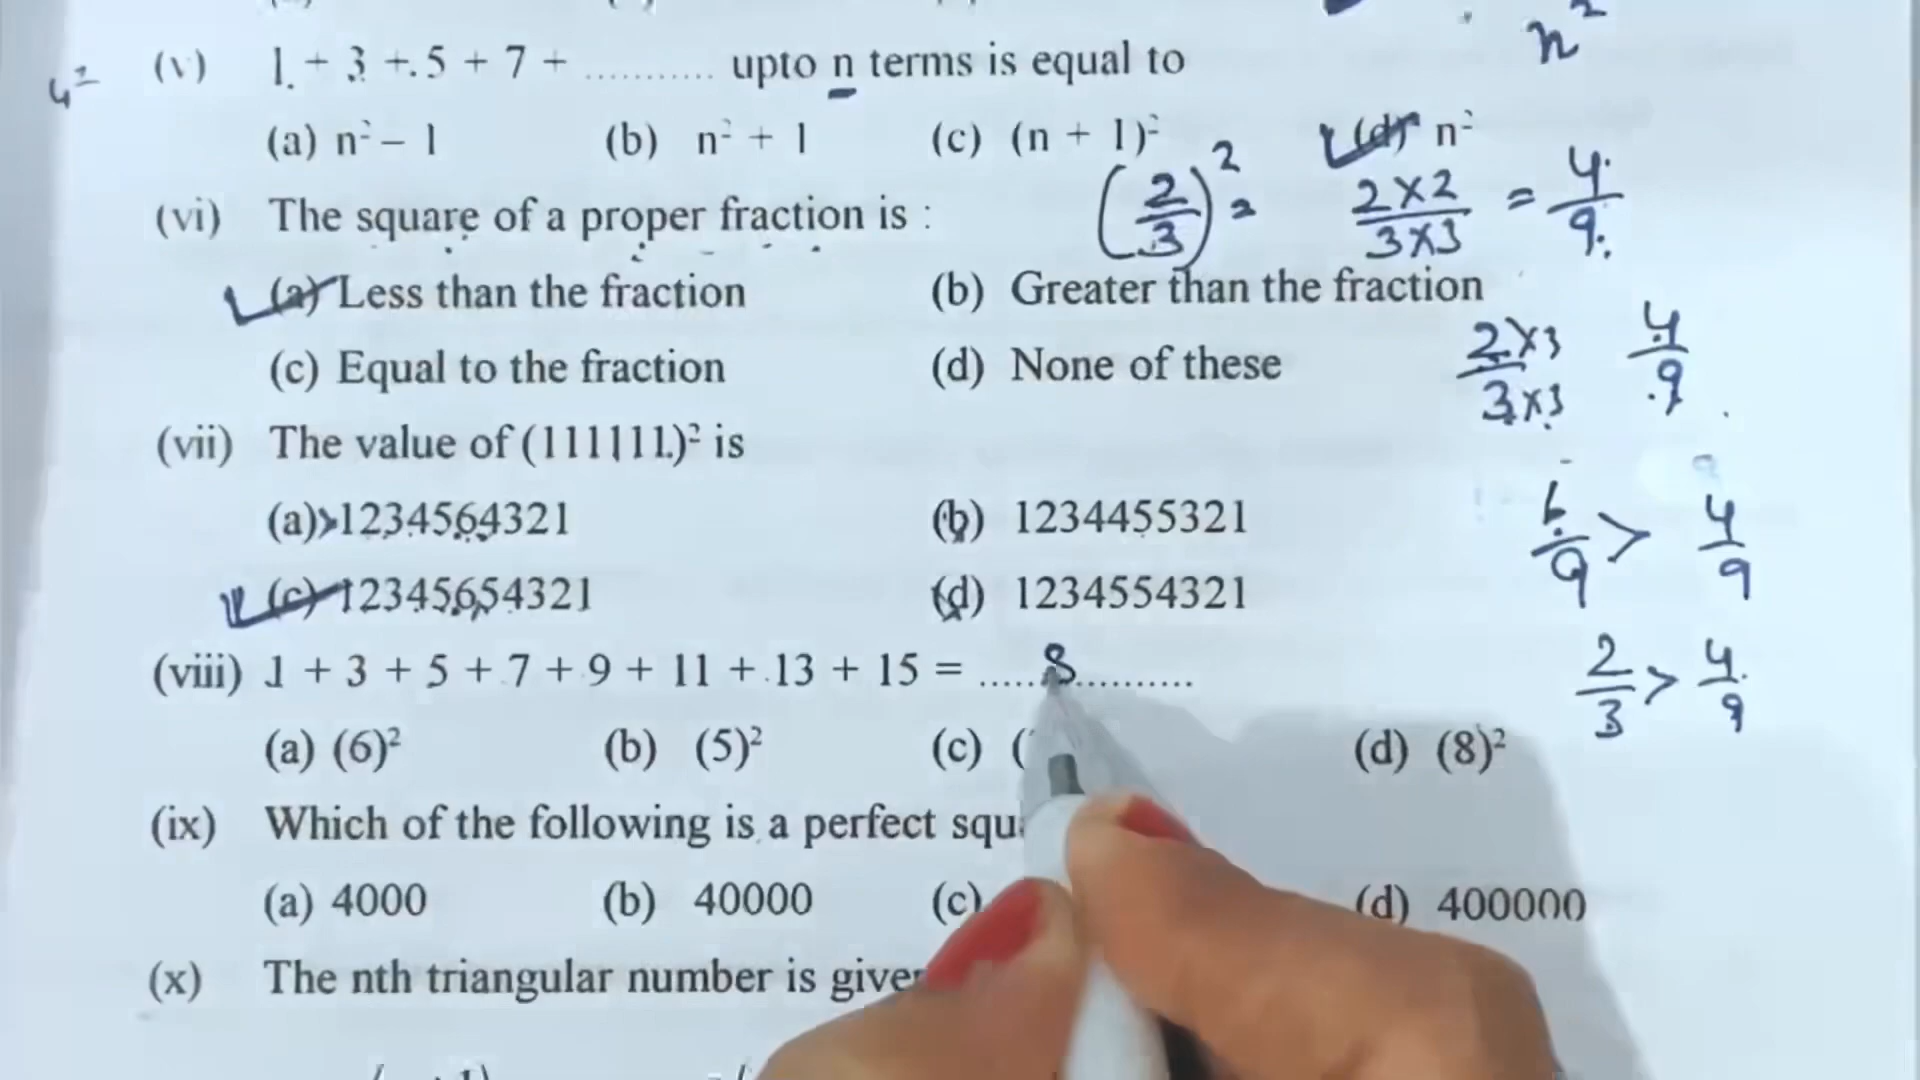 n²
4² (v) 1 + 3 + 5 + 7 + ........... upto n terms is equal to
(a) n² – 1 (b) n² + 1 (c) (n + 1)² (d) n²
(vi) The square of a proper fraction is : (2/3)² = 2×2/3×3 = 4/9
(a) Less than the fraction (b) Greater than the fraction
(c) Equal to the fraction (d) None of these 2×3/3×3 4/9
(vii) The value of (111111)² is
(a) 1234564321 (b) 1234455321 6/9 > 4/9
(c) 12345654321 (d) 1234554321
(viii) 1 + 3 + 5 + 7 + 9 + 11 + 13 + 15 = .....8........... 2/3 > 4/9
(a) (6)² (b) (5)² (c) ( (d) (8)²
(ix) Which of the following is a perfect
(a) 4000 (b) 40000 (c) (d) 400000
(x) The nth triangular number is